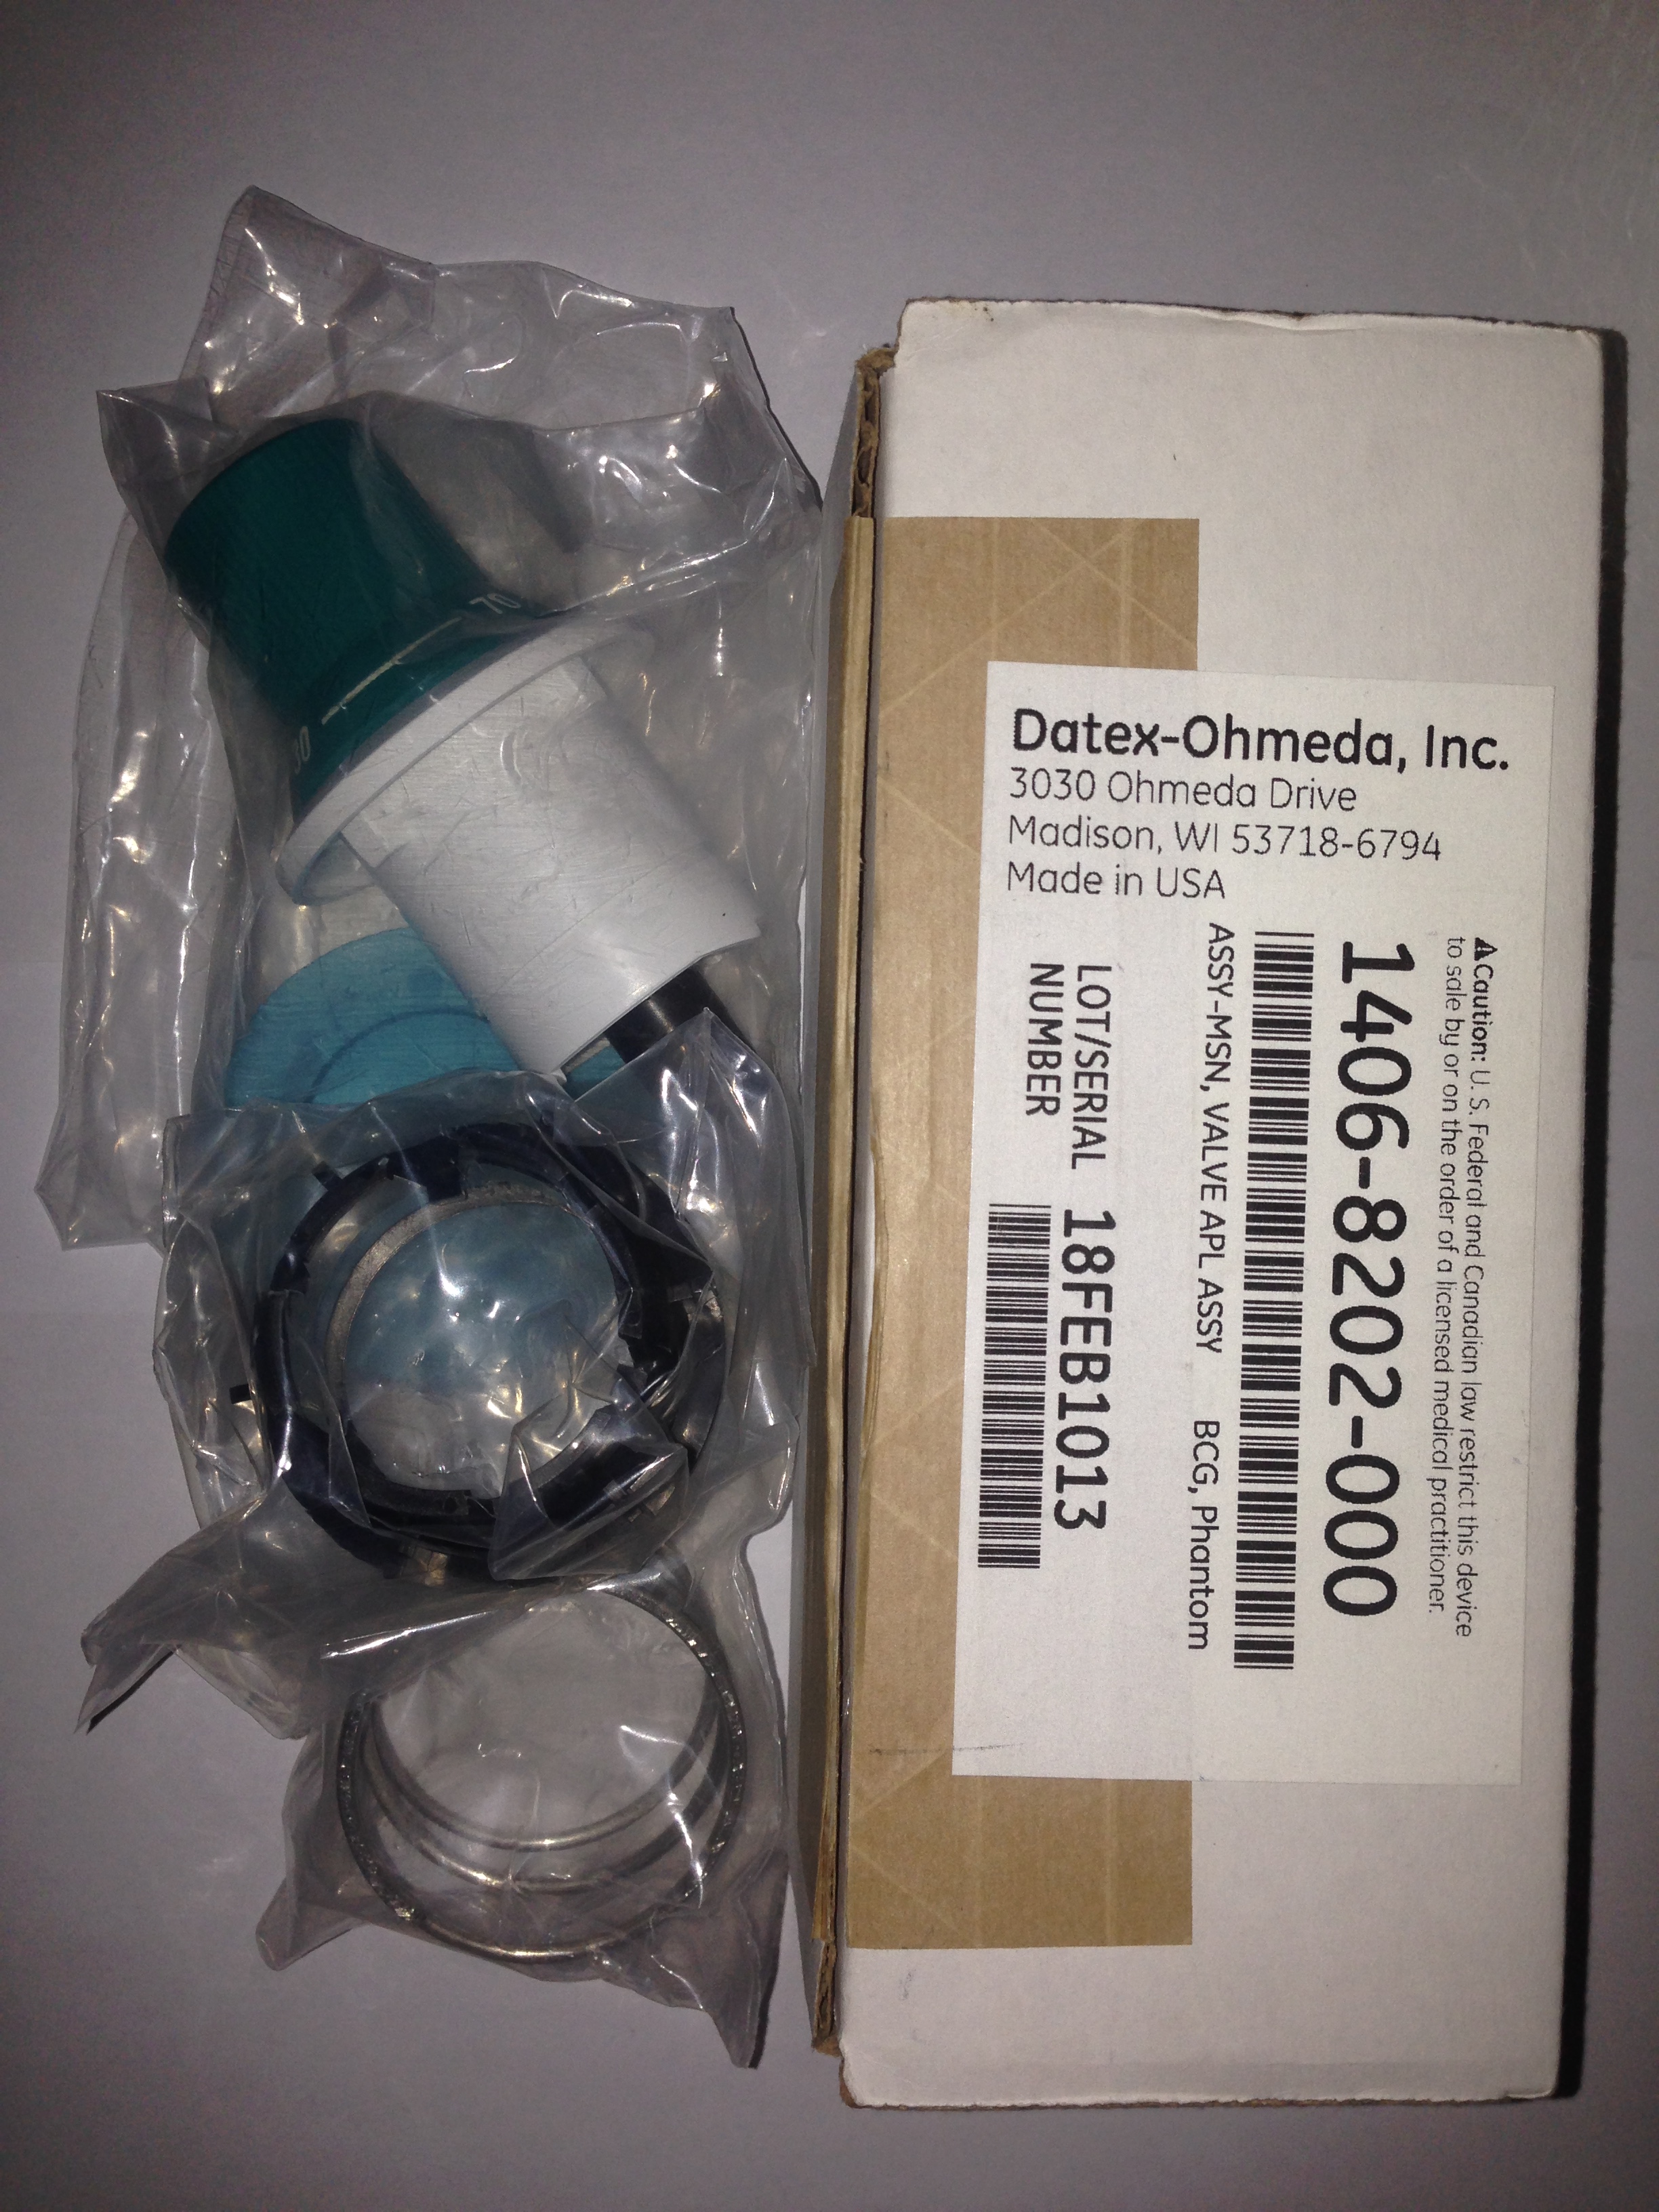 Datex-Ohmeda, Inc.
3030 Ohmeda Drive
Madison, WI 53718-6794
Made in USA
⚠Caution: U. S. Federal and Canadian law restrict this device
to sale by or on the order of a licensed medical practitioner.
1406-8202-000
ASSY-MSN, VALVE APL ASSY BCG, Phantom
LOT/SERIAL
NUMBER
18FEB1013
70
30